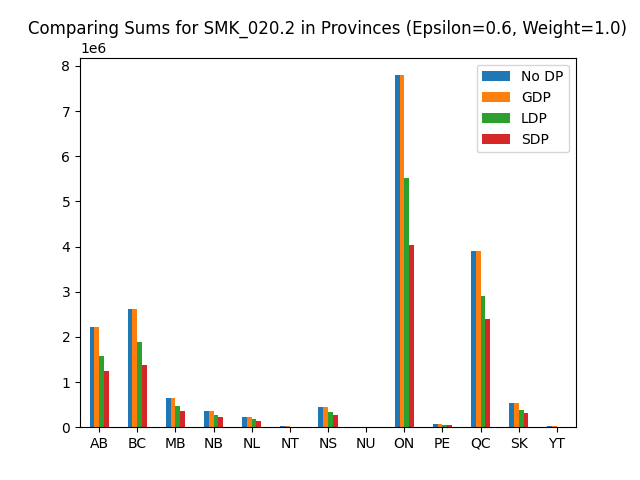 Comparing Sums for SMK_020.2 in Provinces (Epsilon=0.6, Weight=1.0)
1e6
8
7
6
5
4
3
2
1
0
No DP
GDP
LDP
SDP
AB BC MB NB NL NT NS NU ON PE QC SK YT